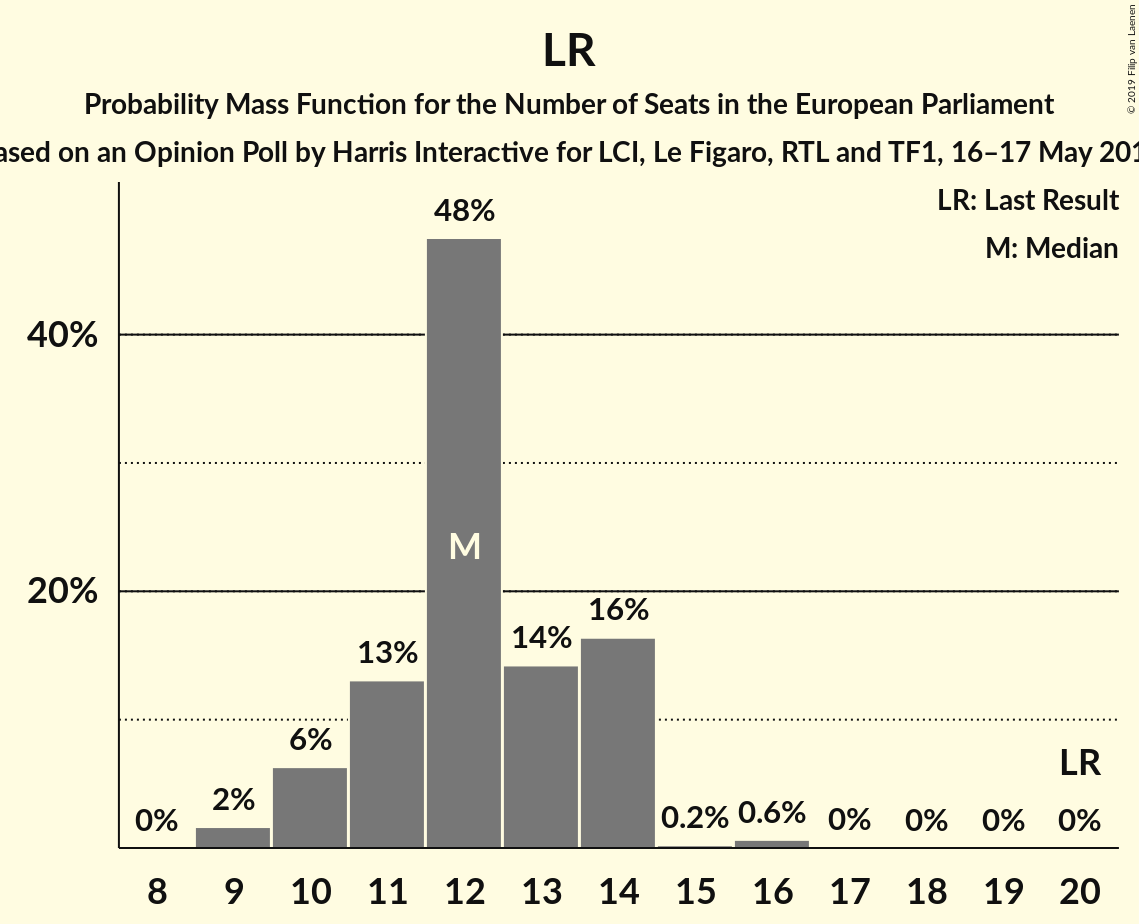 LR
Probability Mass Function for the Number of Seats in the European Parliament
ased on an Opinion Poll by Harris Interactive for LCI, Le Figaro, RTL and TF1, 16–17 May 201
© 2019 Filip van Laenen
LR: Last Result
M: Median
48%
40%
M
20%
16%
14%
13%
6%
LR
0% 2% 0.2% 0.6% 0% 0% 0% 0%
8 9 10 11 12 13 14 15 16 17 18 19 20